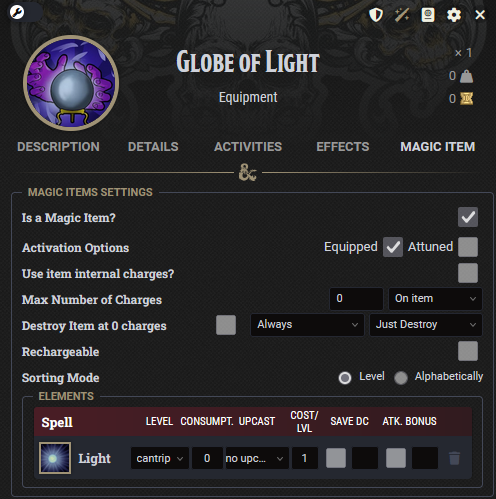 GLOBE OF LIGHT
× 1
Equipment
0
0
DESCRIPTION DETAILS ACTIVITIES EFFECTS MAGIC ITEM
&
MAGIC ITEMS SETTINGS
Is a Magic Item?
Activation Options Equipped Attuned
Use item internal charges?
Max Number of Charges 0 On item
Destroy Item at 0 charges Always Just Destroy
Rechargeable
Sorting Mode Level Alphabetically
ELEMENTS
Spell LEVEL CONSUMPT. UPCAST COST/ LVL SAVE DC ATK. BONUS
Light cantrip 0 no upc... 1